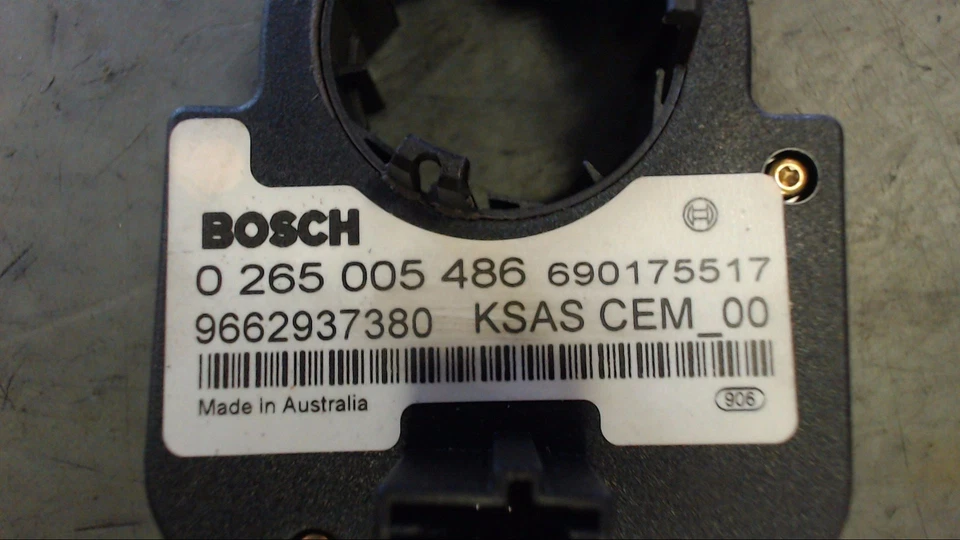 BOSCH
0 265 005 486 690175517
9662937380 KSAS CEM_00
Made in Australia
906